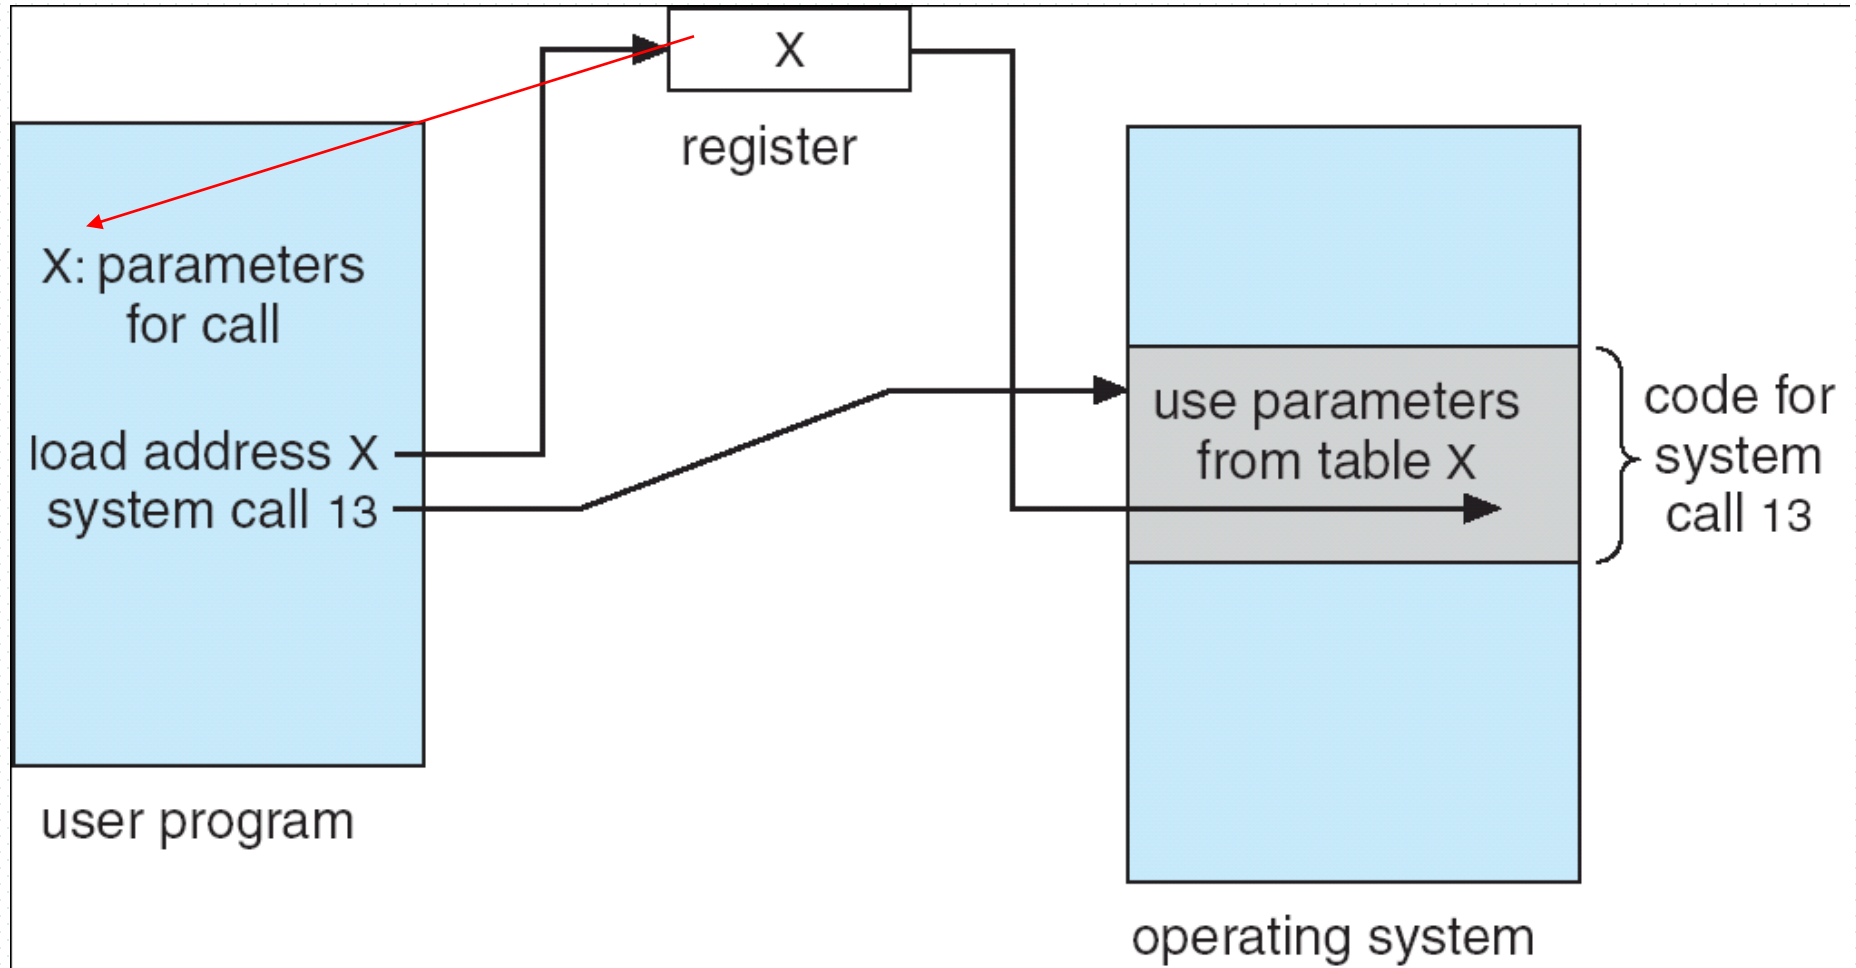 X
register
X: parameters
for call
load address X
system call 13
user program
use parameters
from table X
code for
system
call 13
operating system